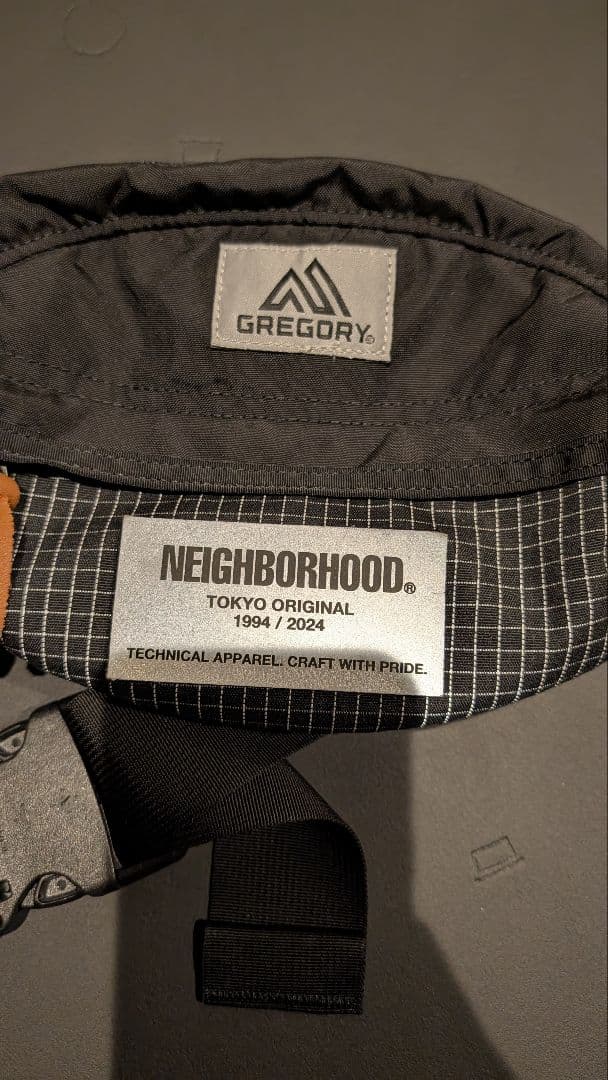 GREGORY®
NEIGHBORHOOD®
TOKYO ORIGINAL
1994 / 2024
TECHNICAL APPAREL. CRAFT WITH PRIDE.